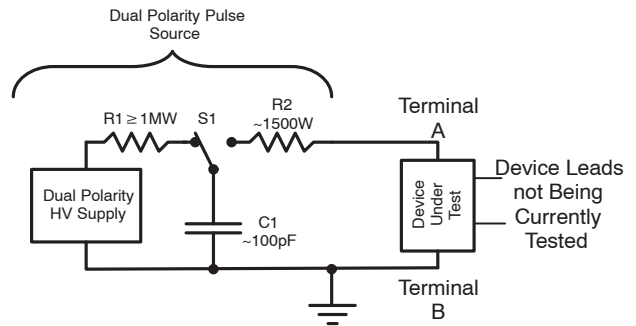 Dual Polarity Pulse
Source
R1 ≥ 1MW
S1
R2
~1500W
Terminal
A
Dual Polarity
HV Supply
C1
~100pF
Device
Under
Test
Device Leads
not Being
Currently
Tested
Terminal
B